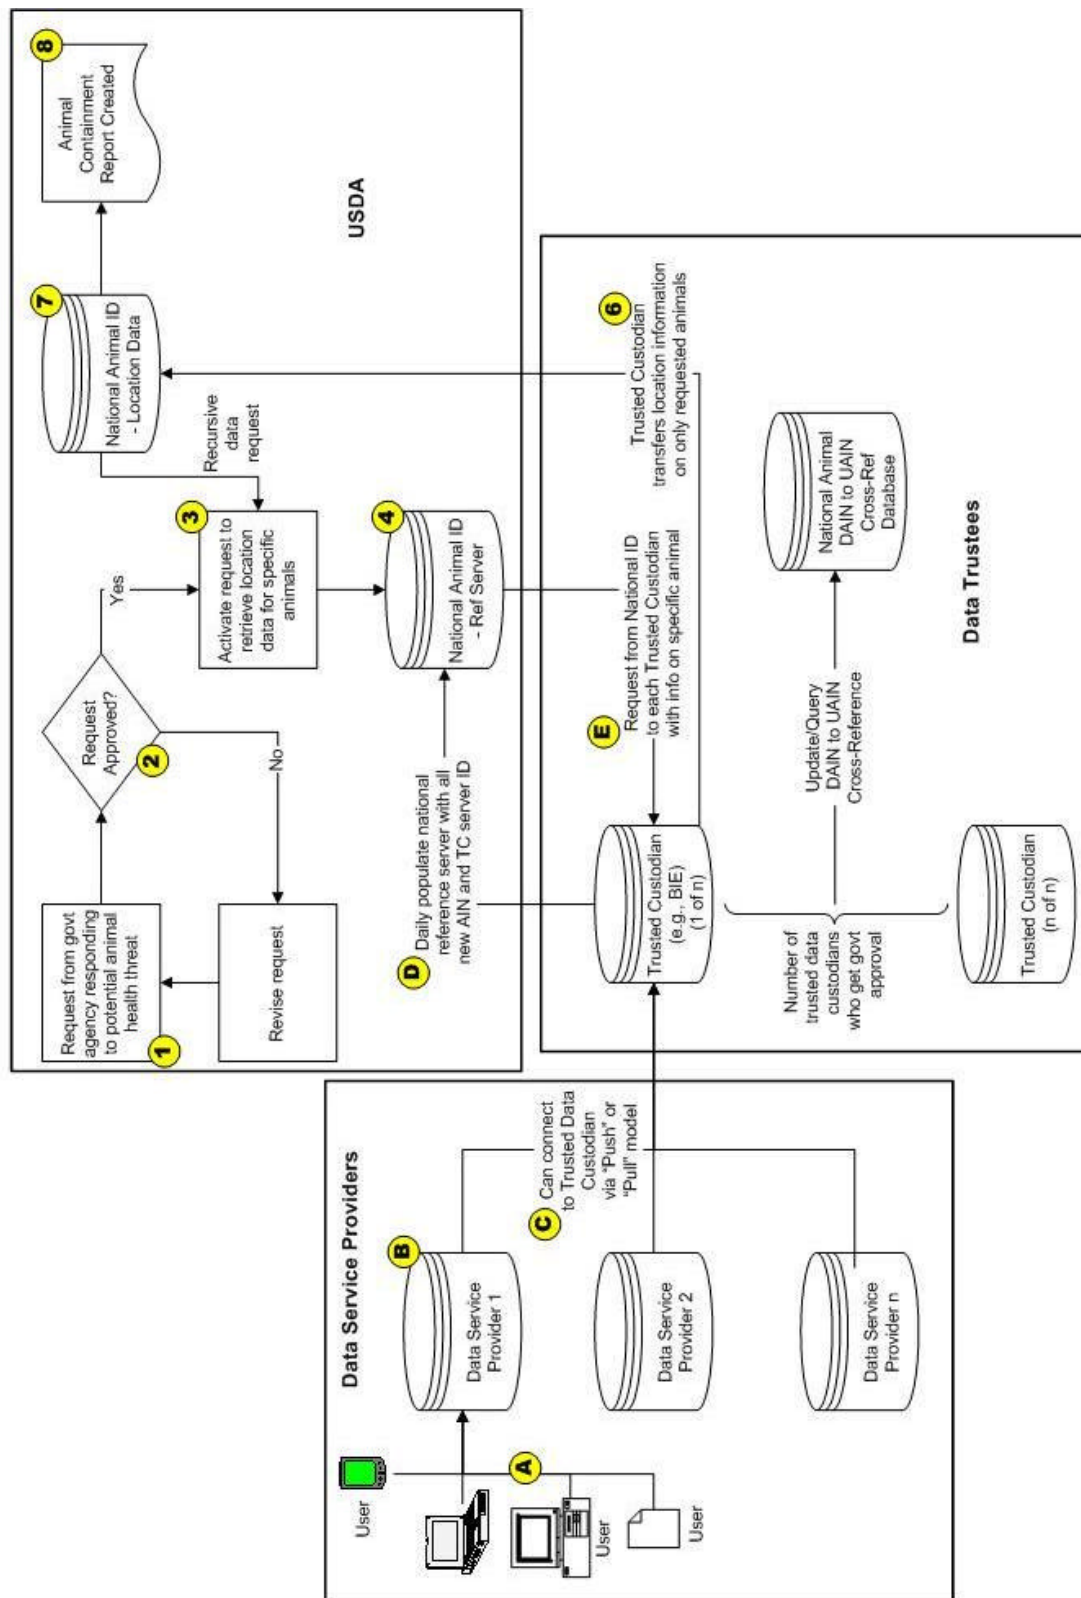 1
Request from govt
agency responding
to potential animal
health threat
Revise request
2
Request
Approved?
No
Yes
3
Activate request to
retrieve location
data for specific
animals
Recursive
data
request
7
National Animal ID
- Location Data
8
Animal
Containment
Report Created
4
National Animal ID
- Ref Server
USDA
D
Daily populate national
reference server with all
new AIN and TC server ID
E
Request from National ID
to each Trusted Custodian
with info on specific animal
6
Trusted Custodian
transfers location information
on only requested animals
Data Service Providers
User
User
User
A
B
Data Service
Provider 1
Data Service
Provider 2
Data Service
Provider n
C
Can connect
to Trusted Data
Custodian
via "Push" or
"Pull" model
Trusted Custodian
(e.g., BIE)
(1 of n)
Number of
trusted data
custodians
who get govt
approval
Update/Query
DAIN to UAIN
Cross-Reference
National Animal
DAIN to UAIN
Cross-Ref
Database
Trusted Custodian
(n of n)
Data Trustees